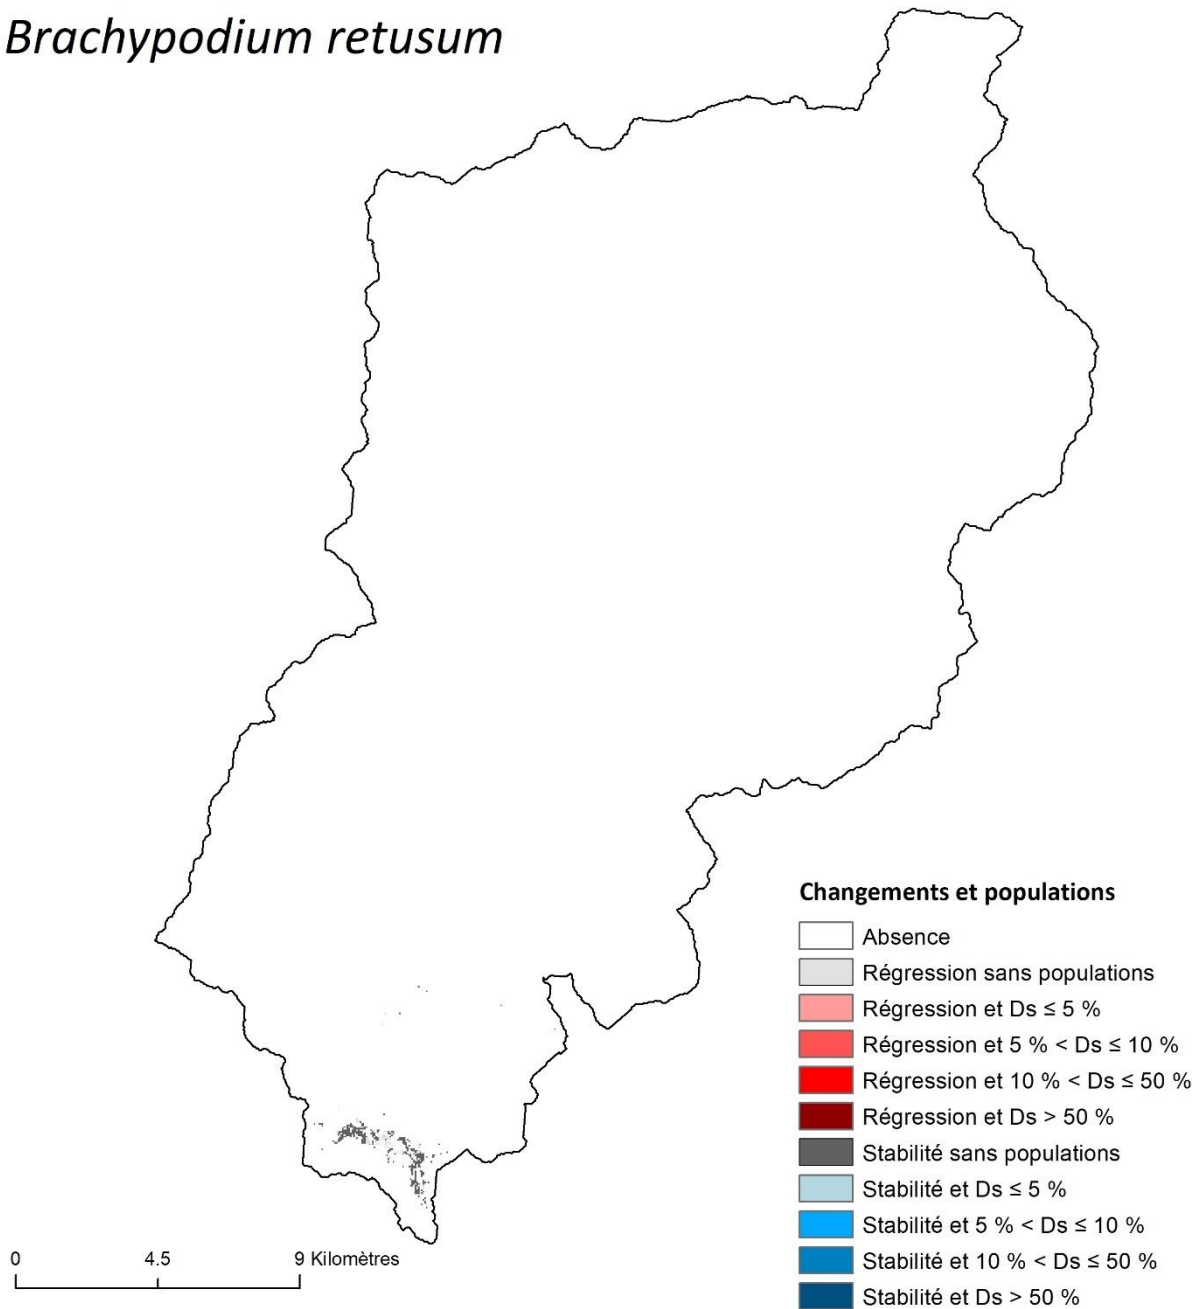 Brachypodium retusum
Changements et populations
Absence
Régression sans populations
Régression et Ds ≤ 5 %
Régression et 5 % < Ds ≤ 10 %
Régression et 10 % < Ds ≤ 50 %
Régression et Ds > 50 %
Stabilité sans populations
Stabilité et Ds ≤ 5 %
Stabilité et 5 % < Ds ≤ 10 %
Stabilité et 10 % < Ds ≤ 50 %
Stabilité et Ds > 50 %
0 4.5 9 Kilomètres